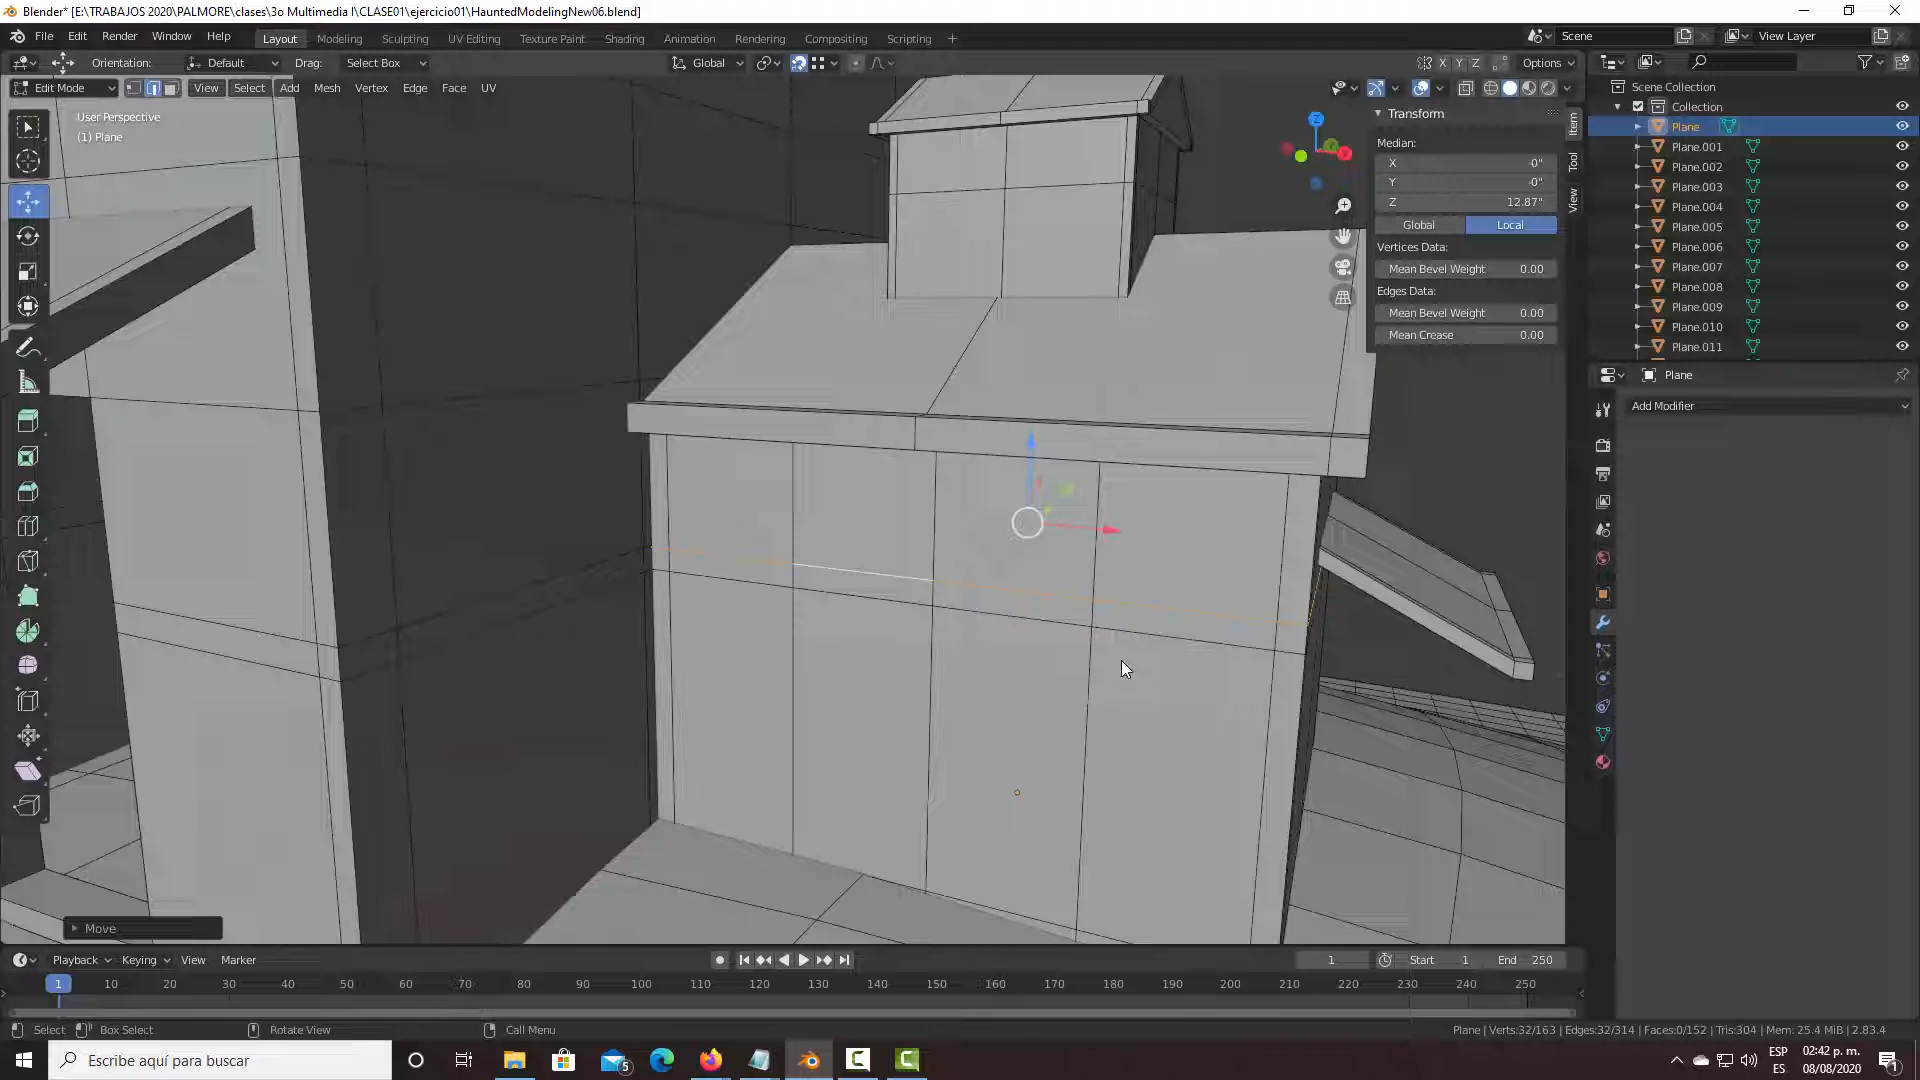 Blender* [E:\TRABAJOS 2020\PALMORE\clases\3o Multimedia I\CLASE01\ejercicio01\HauntedModelingNew06.blend]
File Edit Render Window Help Layout Modeling Sculpting UV Editing Texture Paint Shading Animation Rendering Compositing Scripting Scene View Layer
Orientation: Default Drag: Select Box Global X Y Z Options
Edit Mode View Select Add Mesh Vertex Edge Face UV
User Perspective
(1) Plane
Z
Transform
Median:
X -0"
Y -0"
Z 12.87"
Global Local
Vertices Data:
Mean Bevel Weight 0.00
Edges Data:
Mean Bevel Weight 0.00
Mean Crease 0.00
Item
Tool
View
Scene Collection
Collection
Plane
Plane.001
Plane.002
Plane.003
Plane.004
Plane.005
Plane.006
Plane.007
Plane.008
Plane.009
Plane.010
Plane.011
Plane
Add Modifier
Move
Playback Keying View Marker 1 Start 1 End 250
1 10 20 30 40 50 60 70 80 90 100 110 120 130 140 150 160 170 180 190 200 210 220 230 240 250
Select Box Select Rotate View Call Menu Plane | Verts:32/163 | Edges:32/314 | Faces:0/152 | Tris:304 | Mem: 25.4 MiB | 2.83.4
Escribe aquí para buscar
5
ESP
ES
02:42 p. m.
08/08/2020
1